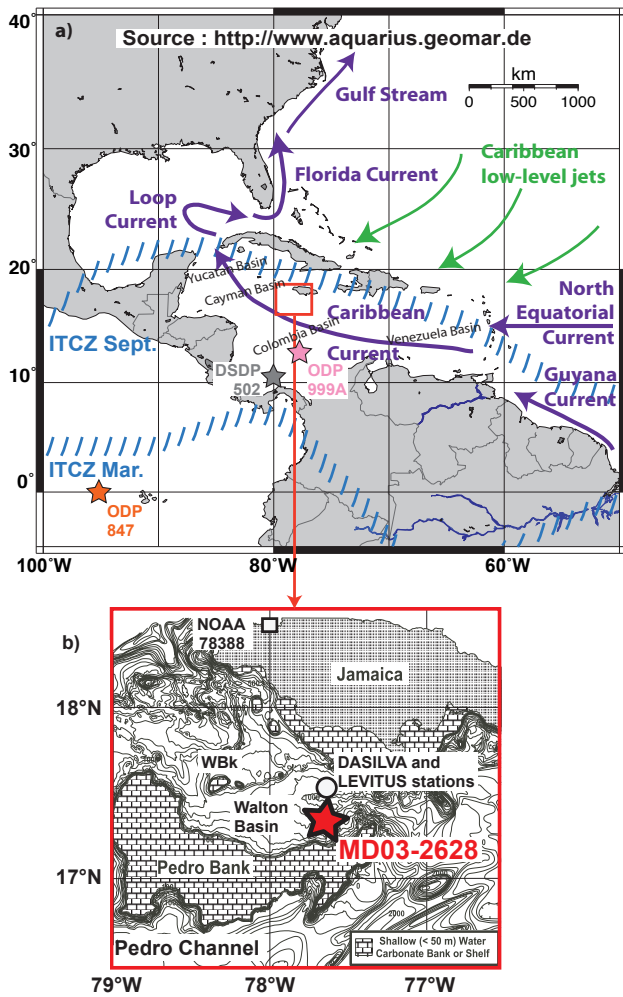 40°
a)
Source : http://www.aquarius.geomar.de
km
0 500 1000
Gulf Stream
30°
Florida Current
Caribbean
low-level jets
Loop
Current
20°
Yucatan Basin
Cayman Basin
North
Equatorial
Current
Caribbean
Current
Colombia Basin
Venezuela Basin
ITCZ Sept.
DSDP
502
ODP
999A
Guyana
Current
10°
ITCZ Mar.
0°
ODP
847
100°W 80°W 60°W
b)
NOAA
78388
Jamaica
18°N
WBk
DASILVA and
LEVITUS stations
Walton
Basin
MD03-2628
Pedro Bank
17°N
2000
Pedro Channel
Shallow (< 50 m) Water
Carbonate Bank or Shelf
79°W 78°W 77°W